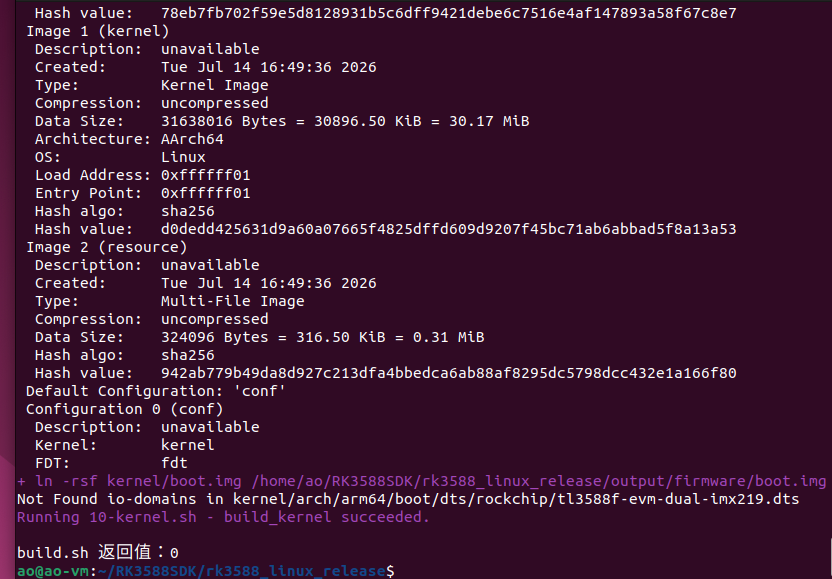 Hash value:   78eb7fb702f59e5d8128931b5c6dff9421debe6c7516e4af147893a58f67c8e7
Image 1 (kernel)
Description:  unavailable
Created:      Tue Jul 14 16:49:36 2026
Type:         Kernel Image
Compression:  uncompressed
Data Size:    31638016 Bytes = 30896.50 KiB = 30.17 MiB
Architecture: AArch64
OS:           Linux
Load Address: 0xffffff01
Entry Point:  0xffffff01
Hash algo:    sha256
Hash value:   d0dedd425631d9a60a07665f4825dffd609d9207f45bc71ab6abbad5f8a13a53
Image 2 (resource)
Description:  unavailable
Created:      Tue Jul 14 16:49:36 2026
Type:         Multi-File Image
Compression:  uncompressed
Data Size:    324096 Bytes = 316.50 KiB = 0.31 MiB
Hash algo:    sha256
Hash value:   942ab779b49da8d927c213dfa4bbedca6ab88af8295dc5798dcc432e1a166f80
Default Configuration: 'conf'
Configuration 0 (conf)
Description:  unavailable
Kernel:       kernel
FDT:          fdt
+ ln -rsf kernel/boot.img /home/ao/RK3588SDK/rk3588_linux_release/output/firmware/boot.img
Not Found io-domains in kernel/arch/arm64/boot/dts/rockchip/tl3588f-evm-dual-imx219.dts
Running 10-kernel.sh - build_kernel succeeded.
build.sh 返回值：0
ao@ao-vm:~/RK3588SDK/rk3588_linux_release$